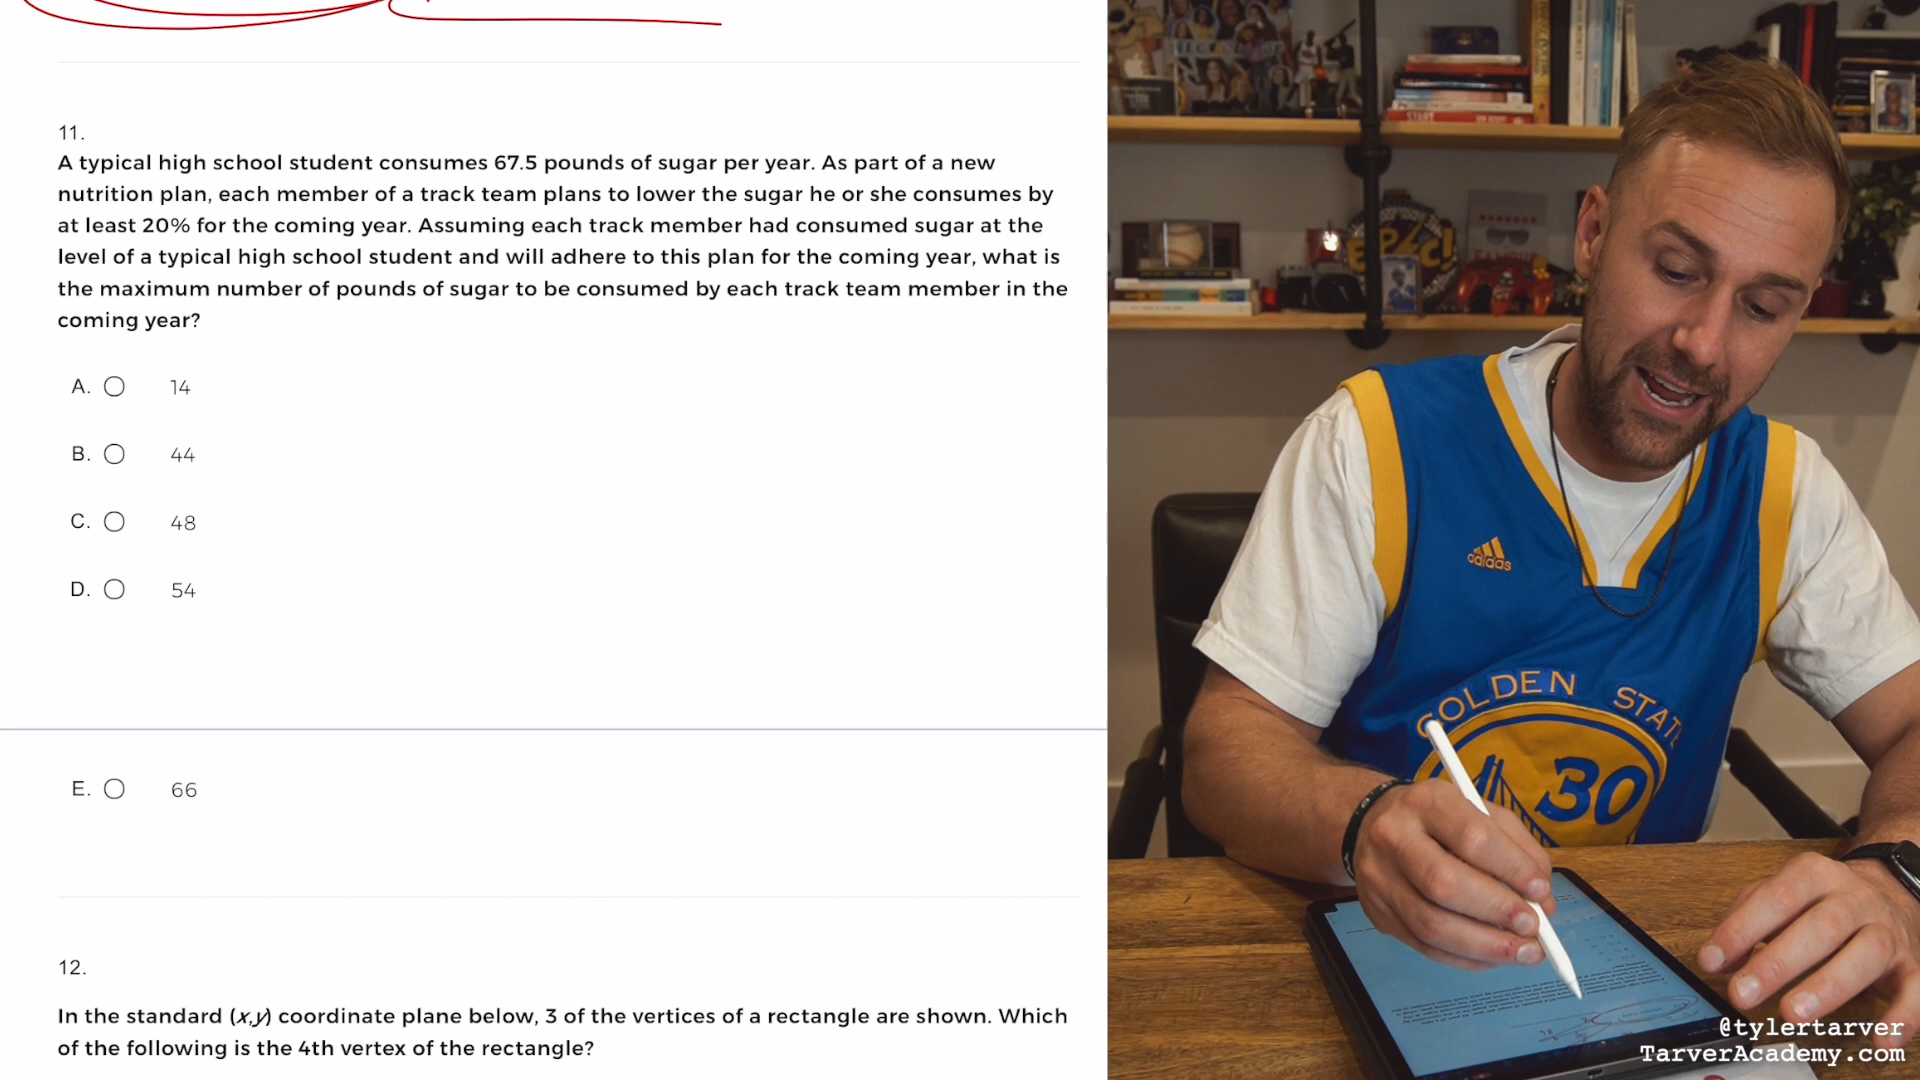 11.
A typical high school student consumes 67.5 pounds of sugar per year. As part of a new
nutrition plan, each member of a track team plans to lower the sugar he or she consumes by
at least 20% for the coming year. Assuming each track member had consumed sugar at the
level of a typical high school student and will adhere to this plan for the coming year, what is
the maximum number of pounds of sugar to be consumed by each track team member in the
coming year?
A. 14
B. 44
C. 48
D. 54
E. 66
12.
In the standard (x,y) coordinate plane below, 3 of the vertices of a rectangle are shown. Which
of the following is the 4th vertex of the rectangle?
EPIC!
START
adidas
GOLDEN STAT
30
@tylertarver
TarverAcademy.com